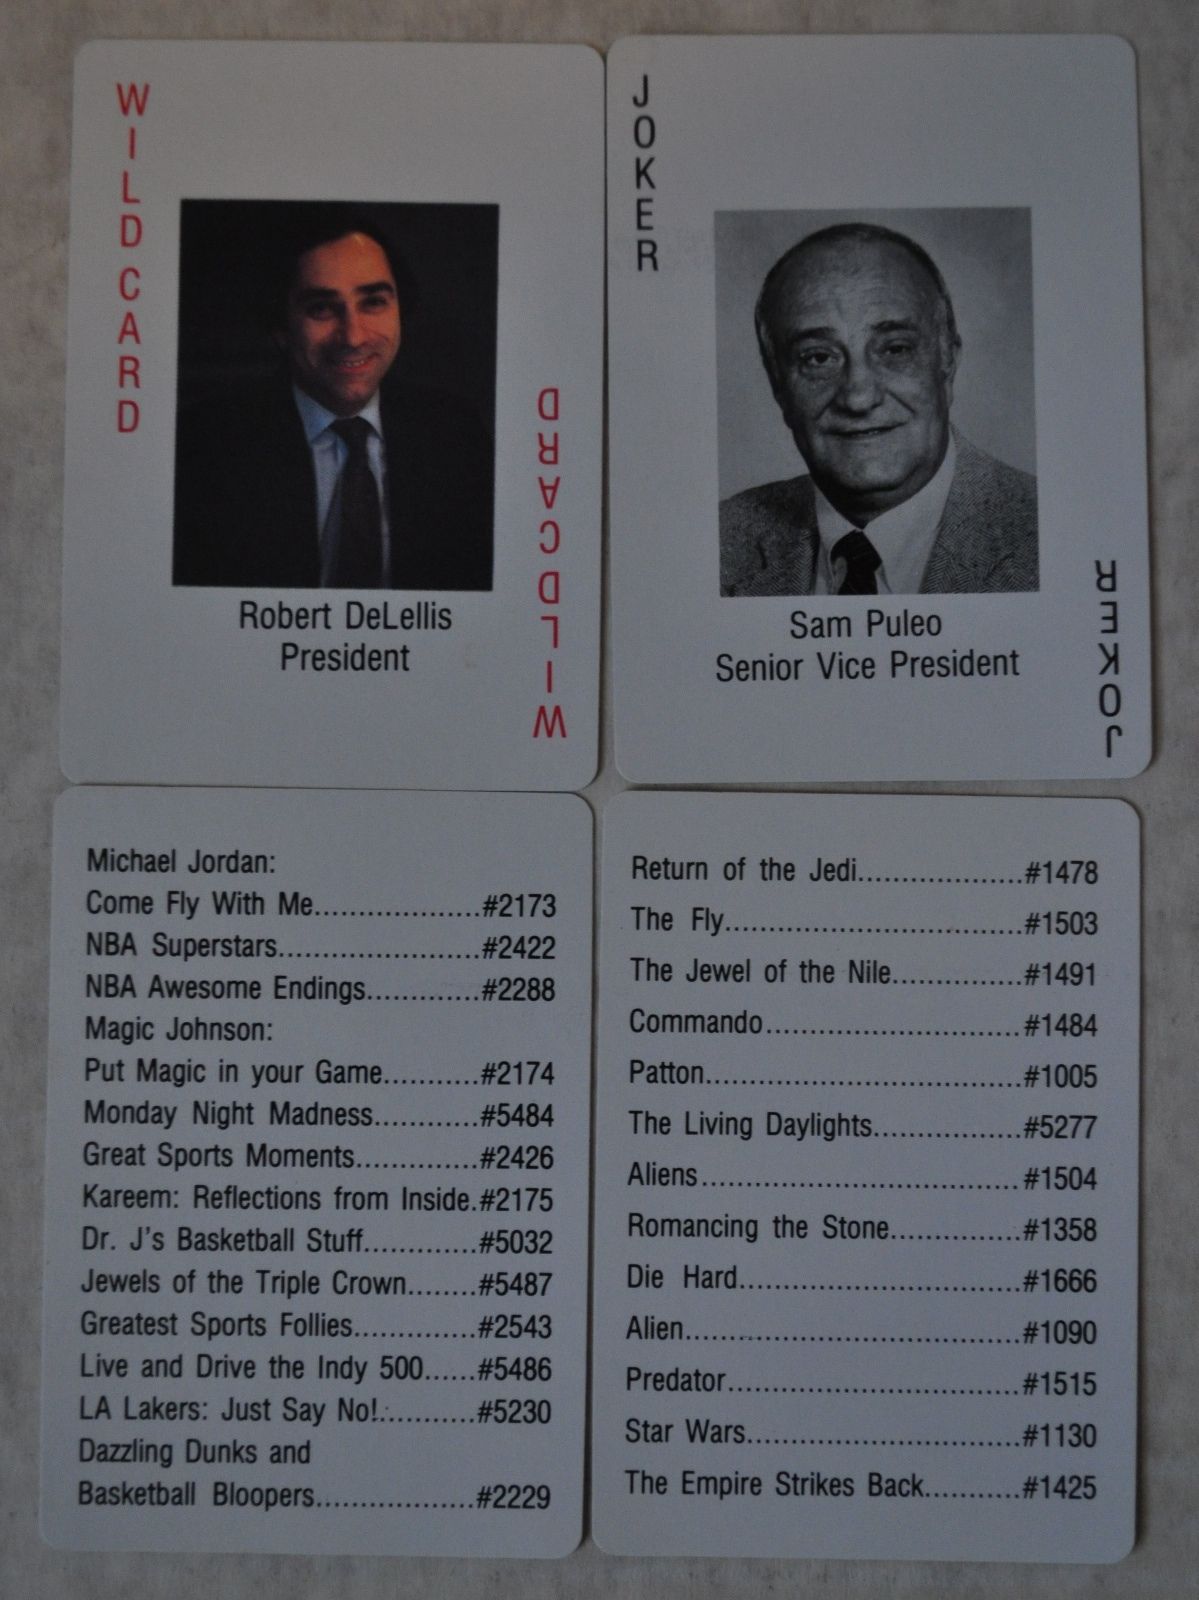 WILD CARD
Robert DeLellis
President
WILD CARD
JOKER
Sam Puleo
Senior Vice President
JOKER
Michael Jordan:
Come Fly With Me...................#2173
NBA Superstars.......................#2422
NBA Awesome Endings.............#2288
Magic Johnson:
Put Magic in your Game...........#2174
Monday Night Madness............#5484
Great Sports Moments..............#2426
Kareem: Reflections from Inside.#2175
Dr. J's Basketball Stuff.............#5032
Jewels of the Triple Crown........#5487
Greatest Sports Follies..............#2543
Live and Drive the Indy 500......#5486
LA Lakers: Just Say No!...........#5230
Dazzling Dunks and
Basketball Bloopers..................#2229
Return of the Jedi...................#1478
The Fly..................................#1503
The Jewel of the Nile...............#1491
Commando.............................#1484
Patton....................................#1005
The Living Daylights.................#5277
Aliens....................................#1504
Romancing the Stone...............#1358
Die Hard................................#1666
Alien......................................#1090
Predator.................................#1515
Star Wars...............................#1130
The Empire Strikes Back...........#1425